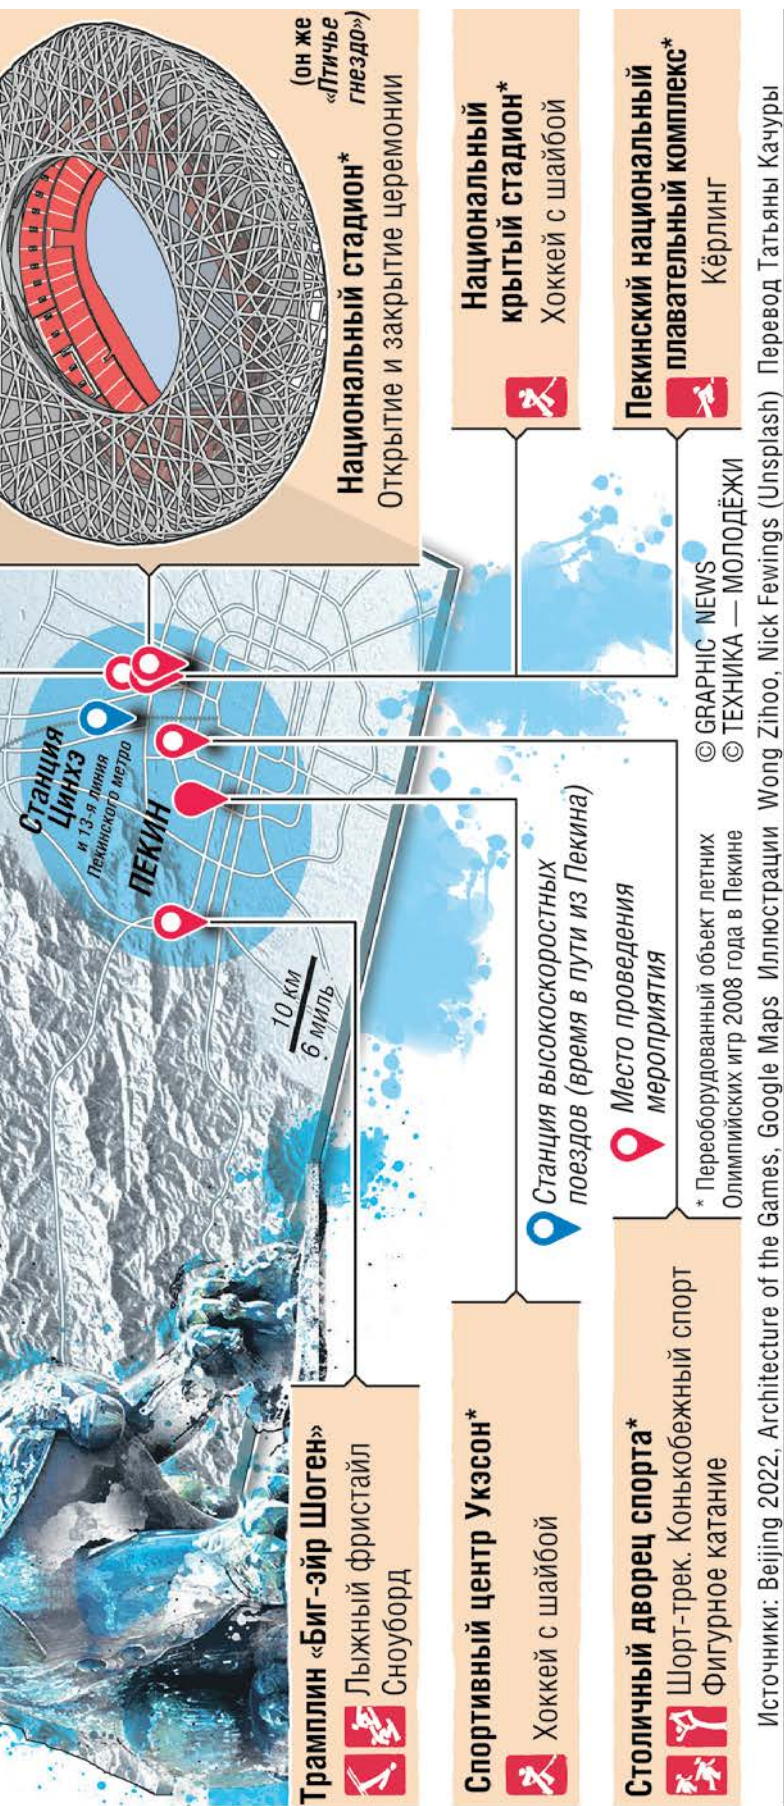 Станция
Цинхэ
и 13-я линия
Пекинского метро
ПЕКИН
10 км
6 миль
(он же
«Птичье
гнездо»)
Национальный стадион*
Открытие и закрытие церемонии
Трамплин «Биг-эйр Шоген»
Лыжный фристайл
Сноуборд
Национальный
крытый стадион*
Хоккей с шайбой
Спортивный центр Укэсон*
Хоккей с шайбой
Станция высокоскоростных
поездов (время в пути из Пекина)
Место проведения
мероприятия
Пекинский национальный
плавательный комплекс*
Кёрлинг
Столичный дворец спорта*
Шорт-трек. Конькобежный спорт
Фигурное катание
* Переоборудованный объект летних
Олимпийских игр 2008 года в Пекине
© GRAPHIC NEWS
© ТЕХНИКА — МОЛОДЁЖИ
Источники: Beijing 2022, Architecture of the Games, Google Maps Иллюстрации Wong Zihoo, Nick Fewings (Unsplash) Перевод Татьяны Качуры